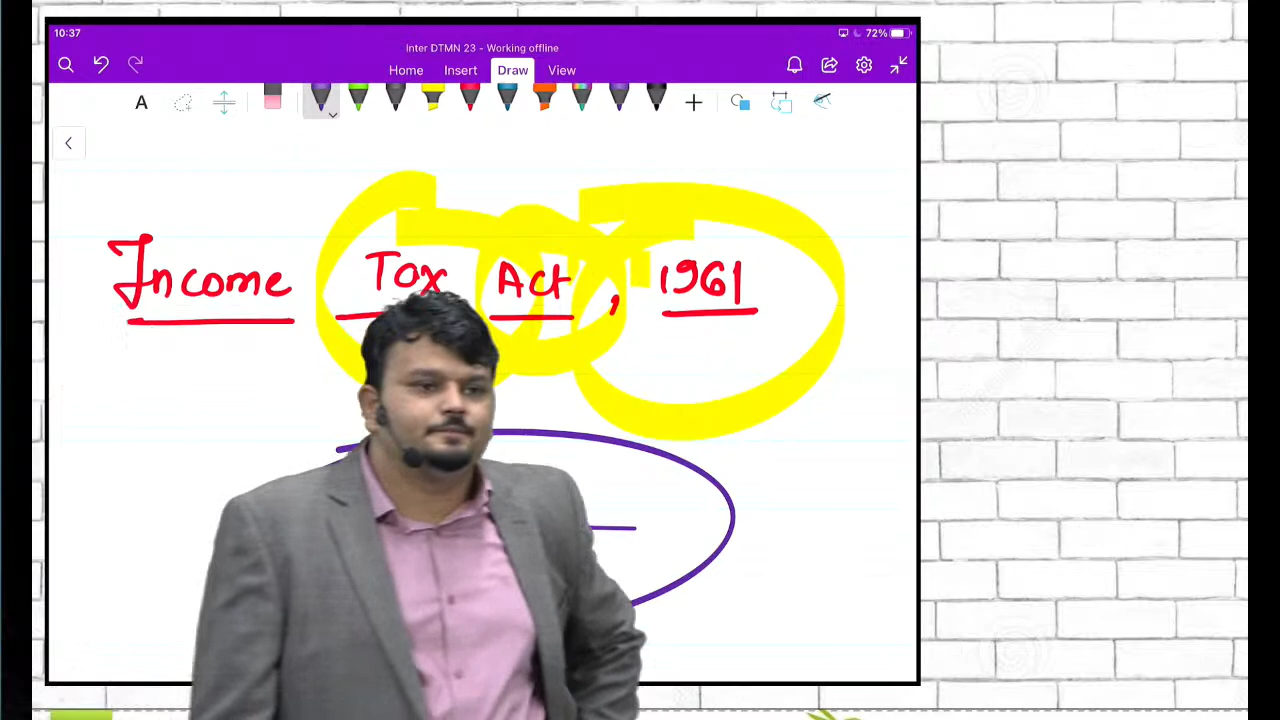 10:37
72%
Inter DTMN 23 - Working offline
Home Insert Draw View
A
Income Tax Act, 1961